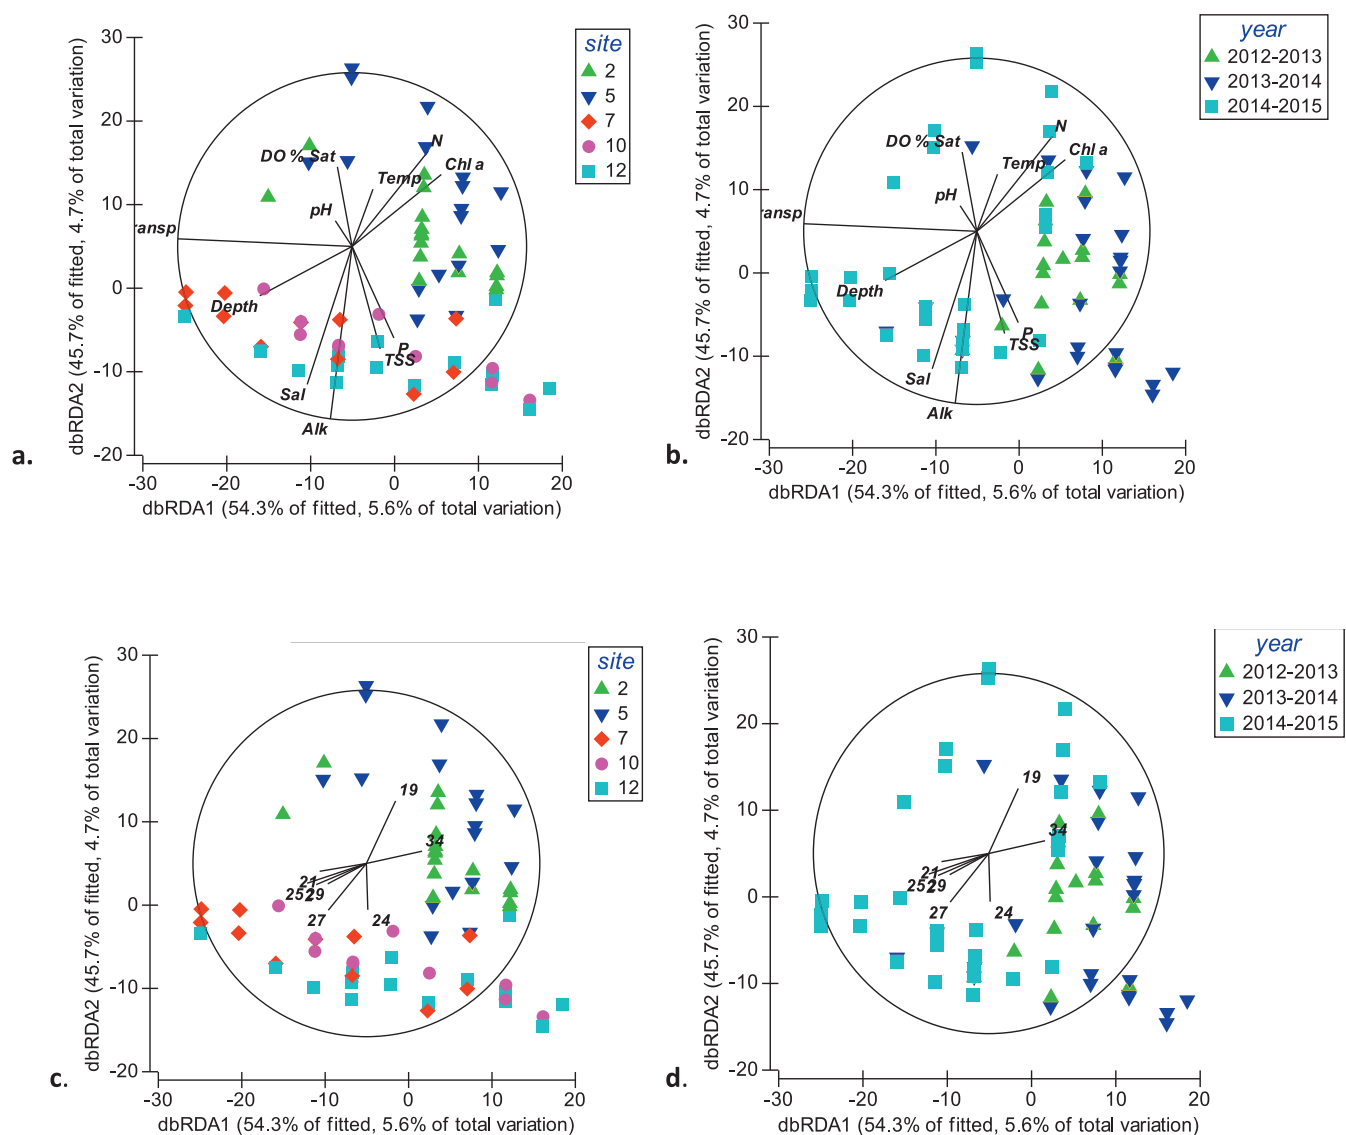 30
20
10
0
-10
-20
-30
-20
-10
0
10
20
dbRDA2 (45.7% of fitted, 4.7% of total variation)
dbRDA1 (54.3% of fitted, 5.6% of total variation)
DO % Sat
N
Chl a
Temp
pH
ransp
Depth
P
TSS
Sal
Alk
site
2
5
7
10
12
a.
30
20
10
0
-10
-20
-30
-20
-10
0
10
20
dbRDA2 (45.7% of fitted, 4.7% of total variation)
dbRDA1 (54.3% of fitted, 5.6% of total variation)
DO % Sat
N
Chl a
Temp
pH
ransp
Depth
P
TSS
Sal
Alk
year
2012-2013
2013-2014
2014-2015
b.
30
20
10
0
-10
-20
-30
-20
-10
0
10
20
dbRDA2 (45.7% of fitted, 4.7% of total variation)
dbRDA1 (54.3% of fitted, 5.6% of total variation)
19
34
21
25
29
27
24
site
2
5
7
10
12
c.
30
20
10
0
-10
-20
-30
-20
-10
0
10
20
dbRDA2 (45.7% of fitted, 4.7% of total variation)
dbRDA1 (54.3% of fitted, 5.6% of total variation)
19
34
21
25
29
27
24
year
2012-2013
2013-2014
2014-2015
d.